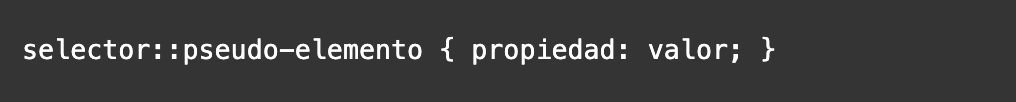 selector::pseudo-elemento { propiedad: valor; }